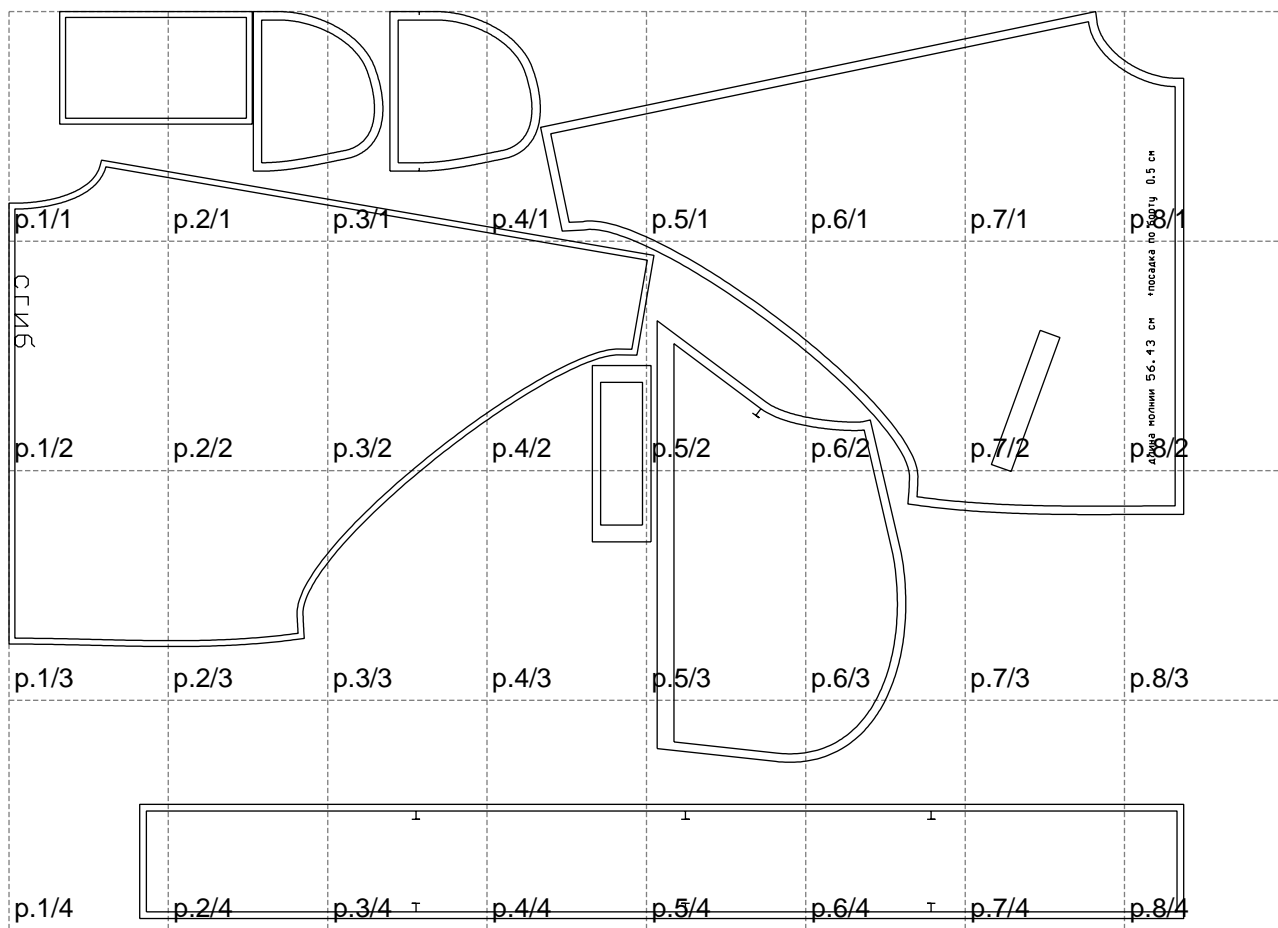 p.1/1 p.2/1 p.3/1 p.4/1 p.5/1 p.6/1 p.7/1 p.8/1
СГИБ
длина молнии 56.43 см +посадка по борту 0.5 см
p.1/2 p.2/2 p.3/2 p.4/2 p.5/2 p.6/2 p.7/2 p.8/2
p.1/3 p.2/3 p.3/3 p.4/3 p.5/3 p.6/3 p.7/3 p.8/3
p.1/4 p.2/4 p.3/4 p.4/4 p.5/4 p.6/4 p.7/4 p.8/4